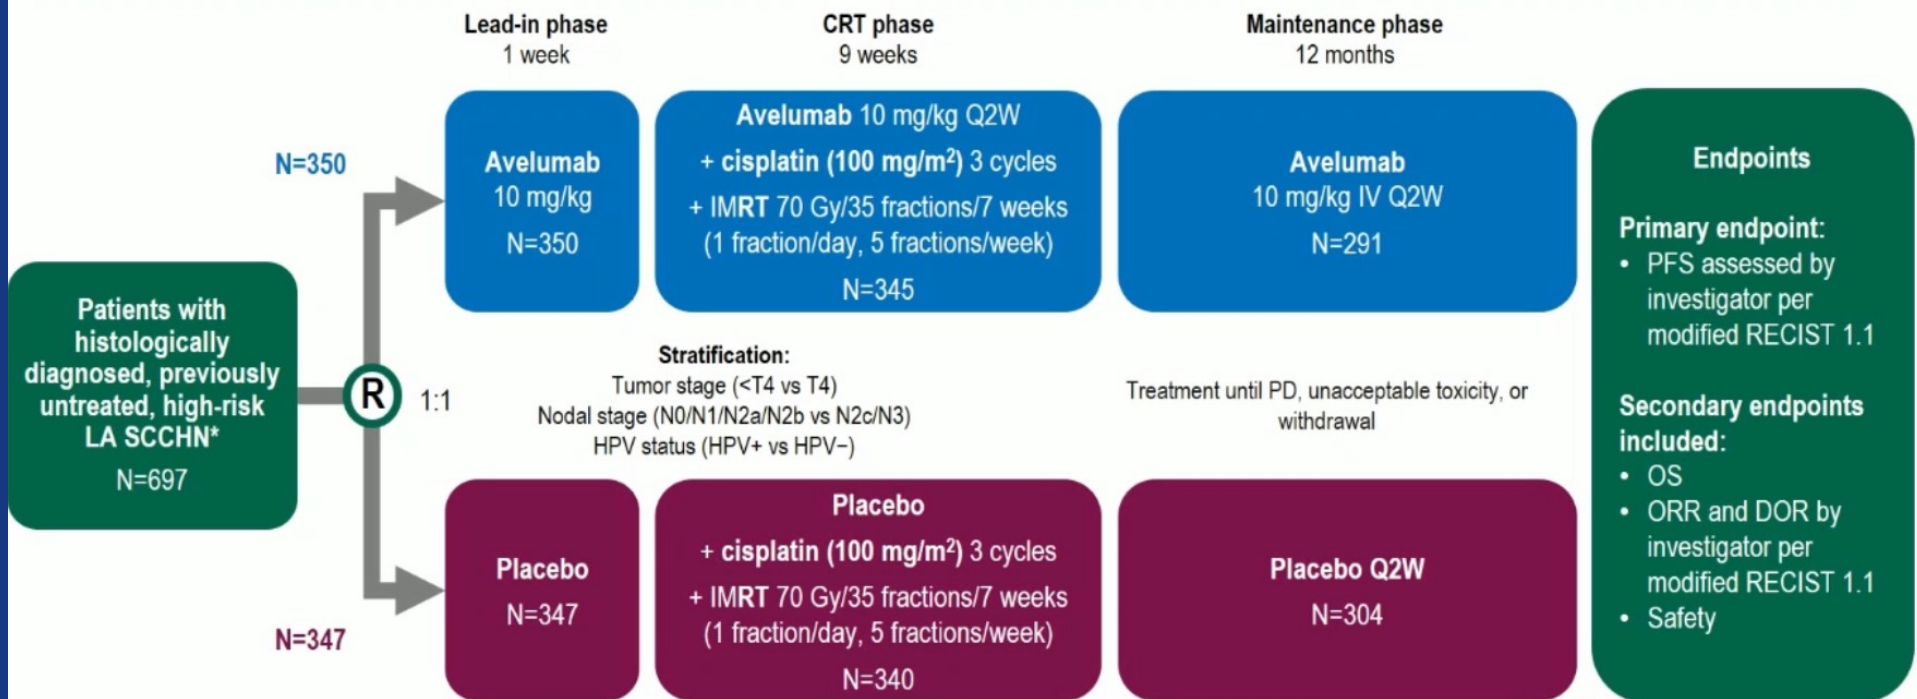 Lead-in phase
1 week
CRT phase
9 weeks
Maintenance phase
12 months
Patients with
histologically
diagnosed, previously
untreated, high-risk
LA SCCHN*
N=697
R
1:1
N=350
Avelumab
10 mg/kg
N=350
Avelumab 10 mg/kg Q2W
+ cisplatin (100 mg/m²) 3 cycles
+ IMRT 70 Gy/35 fractions/7 weeks
(1 fraction/day, 5 fractions/week)
N=345
Avelumab
10 mg/kg IV Q2W
N=291
Stratification:
Tumor stage (<T4 vs T4)
Nodal stage (N0/N1/N2a/N2b vs N2c/N3)
HPV status (HPV+ vs HPV−)
Treatment until PD, unacceptable toxicity, or
withdrawal
N=347
Placebo
N=347
Placebo
+ cisplatin (100 mg/m²) 3 cycles
+ IMRT 70 Gy/35 fractions/7 weeks
(1 fraction/day, 5 fractions/week)
N=340
Placebo Q2W
N=304
Endpoints
Primary endpoint:
• PFS assessed by
investigator per
modified RECIST 1.1
Secondary endpoints
included:
• OS
• ORR and DOR by
investigator per
modified RECIST 1.1
• Safety